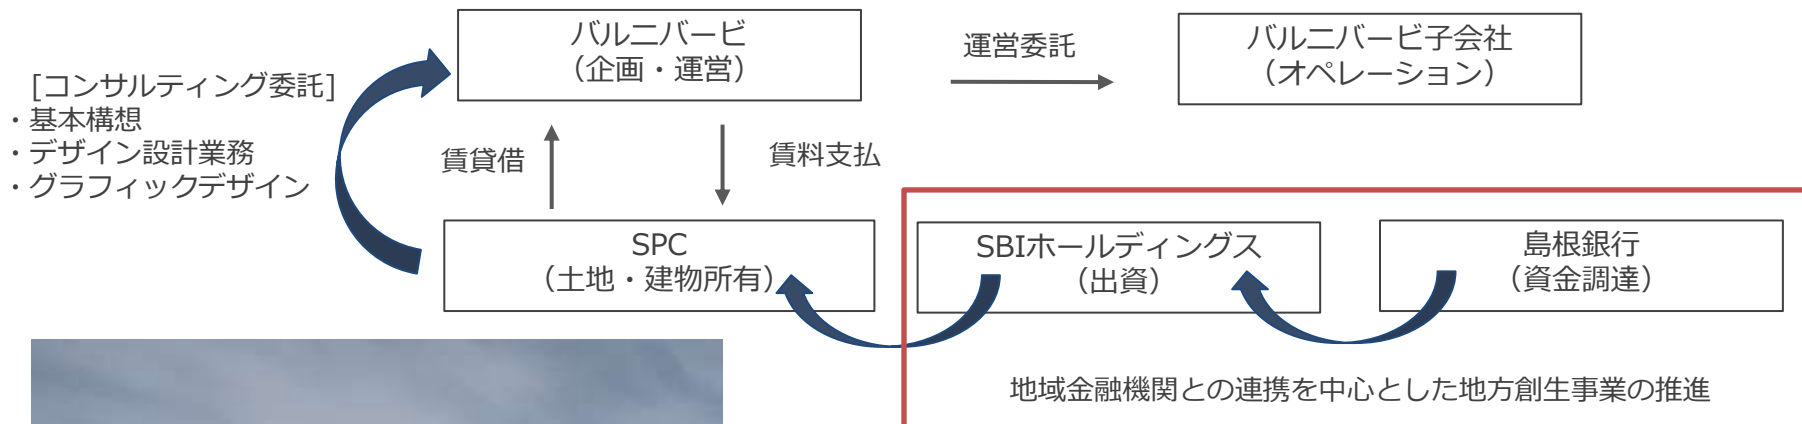 バルニバービ
（企画・運営）
運営委託
バルニバービ子会社
（オペレーション）
[コンサルティング委託]
・基本構想
・デザイン設計業務
・グラフィックデザイン
賃貸借
賃料支払
SPC
（土地・建物所有）
SBIホールディングス
（出資）
島根銀行
（資金調達）
地域金融機関との連携を中心とした地方創生事業の推進